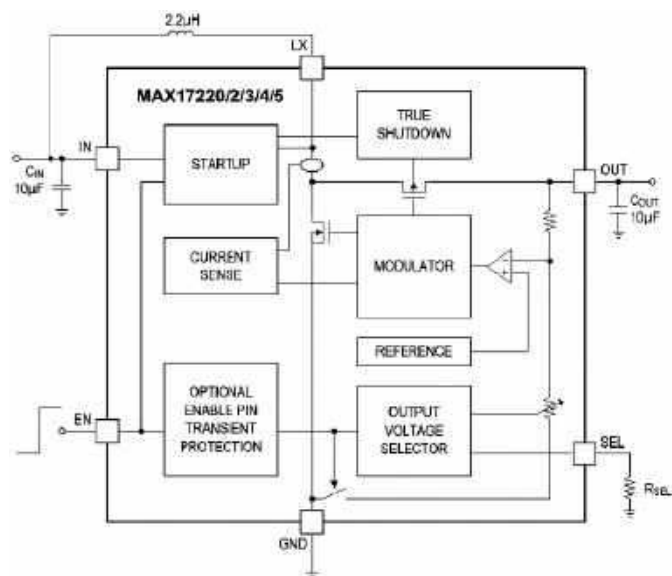 2.2µH
LX
MAX17220/2/3/4/5
TRUE
SHUTDOWN
IN
STARTUP
OUT
CIN
10µF
COUT
10µF
CURRENT
SENSE
MODULATOR
+
-
REFERENCE
OPTIONAL
ENABLE PIN
TRANSIENT
PROTECTION
OUTPUT
VOLTAGE
SELECTOR
EN
SEL
RSEL
GND